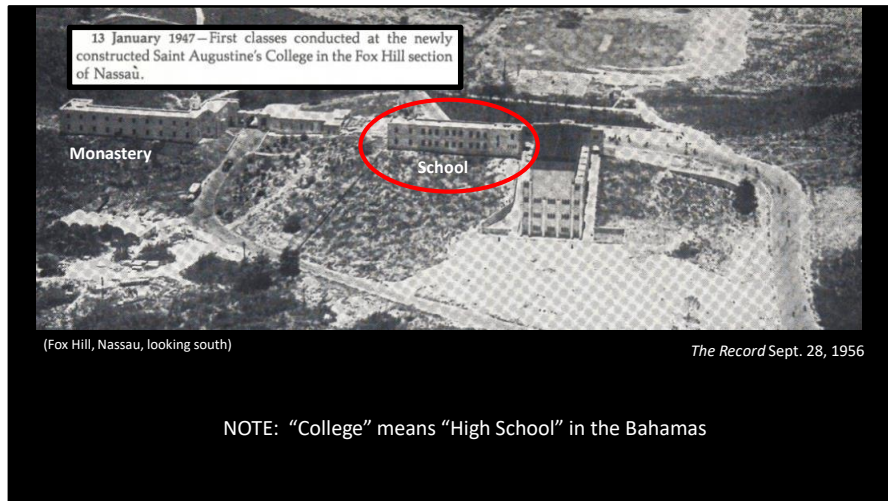 13 January 1947—First classes conducted at the newly
constructed Saint Augustine's College in the Fox Hill section
of Nassau.
Monastery
School
(Fox Hill, Nassau, looking south)
The Record Sept. 28, 1956
NOTE: “College” means “High School” in the Bahamas